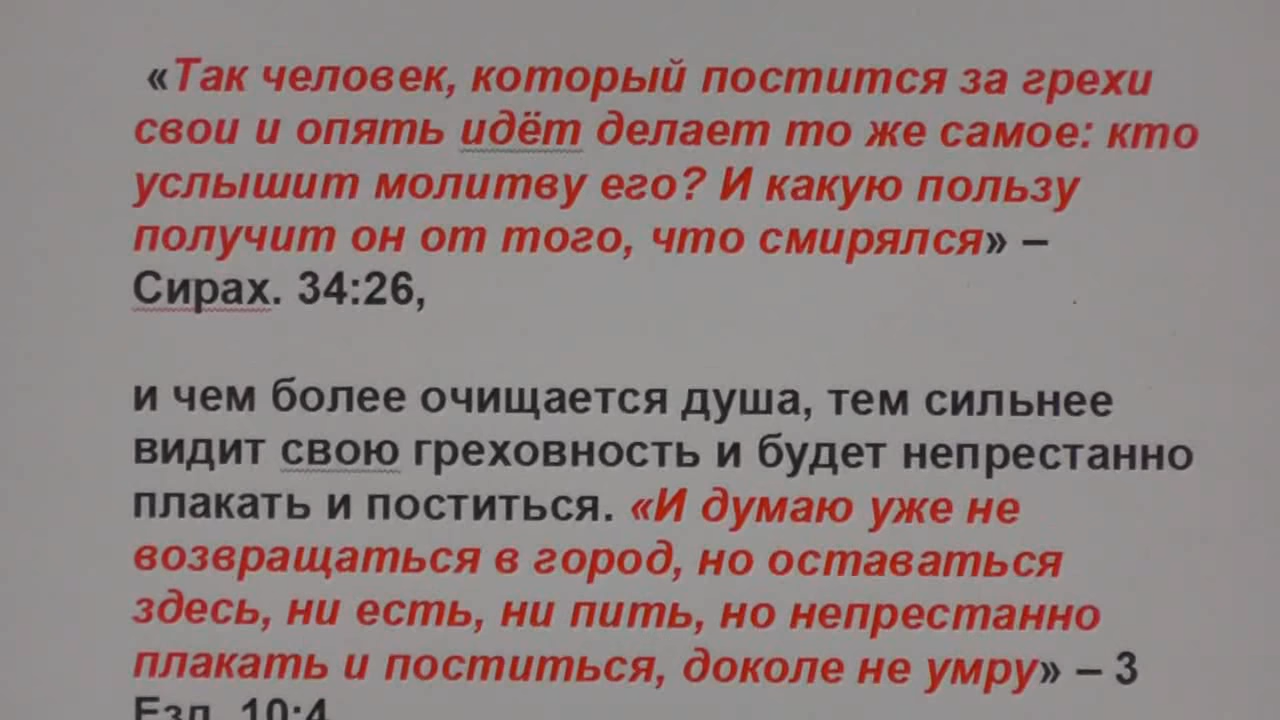 «Так человек, который постится за грехи
свои и опять идёт делает то же самое: кто
услышит молитву его? И какую пользу
получит он от того, что смирялся» –
Сирах. 34:26,
и чем более очищается душа, тем сильнее
видит свою греховность и будет непрестанно
плакать и поститься. «И думаю уже не
возвращаться в город, но оставаться
здесь, ни есть, ни пить, но непрестанно
плакать и поститься, доколе не умру» – 3
Езд. 10:4